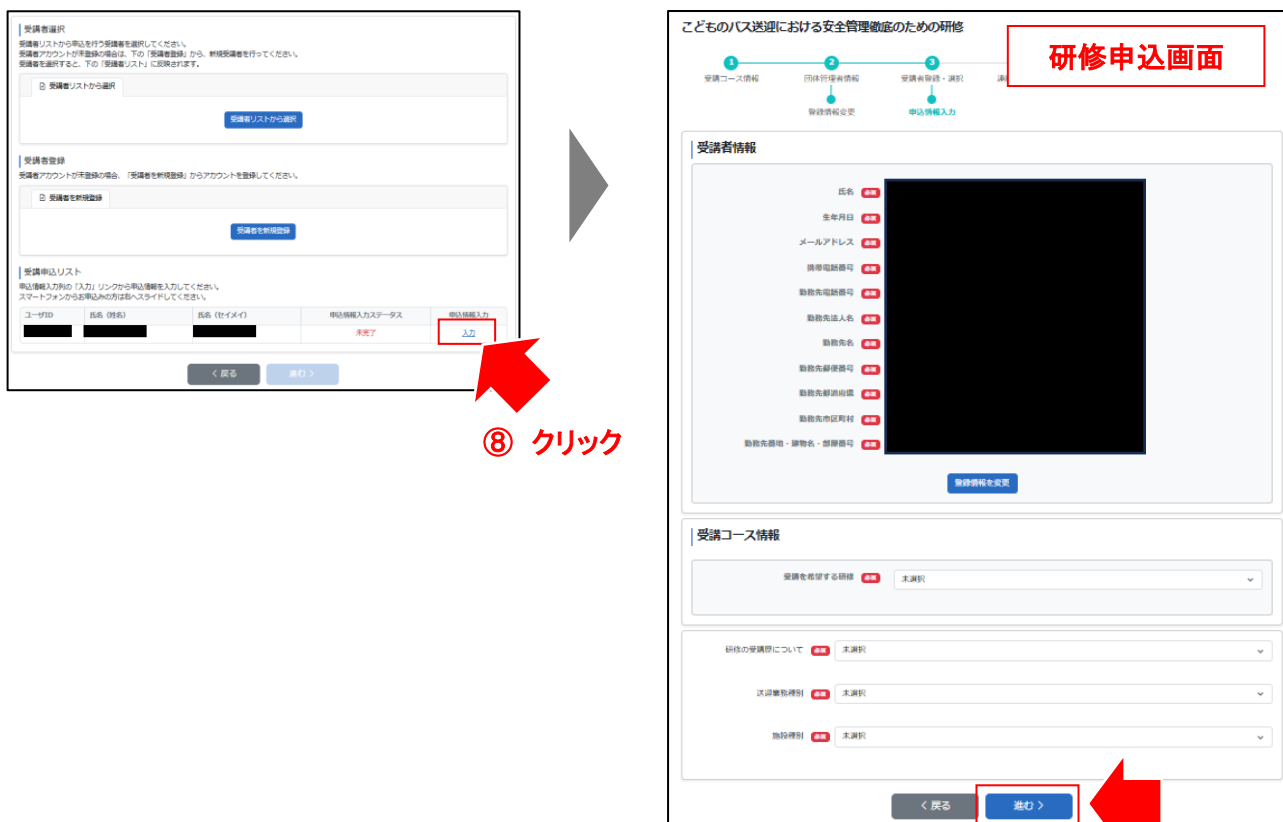 受講者選択
受講者リストから申込を行う受講者を選択してください。
受講者アカウントが未登録の場合は、下の「受講者登録」から、新規受講者を行ってください。
受講者を選択すると、下の「受講者リスト」に反映されます。
受講者リストから選択
受講者リストから選択
受講者登録
受講者アカウントが未登録の場合、「受講者を新規登録」からアカウントを登録してください。
受講者を新規登録
受講者を新規登録
受講申込リスト
申込情報入力列の「入力」リンクから申込情報を入力してください。
スマートフォンからお申込みの方は右へスライドしてください。
ユーザID 氏名（姓名） 氏名（セイメイ） 申込情報入力ステータス 申込情報入力
未完了 入力
< 戻る 進む >
⑧ クリック
こどものバス送迎における安全管理徹底のための研修
研修申込画面
1 2 3
受講コース情報 団体管理者情報 受講者登録・選択
登録情報変更 申込情報入力
受講者情報
氏名 必須
生年月日 必須
メールアドレス 必須
携帯電話番号 必須
勤務先電話番号 必須
勤務先法人名 必須
勤務先名 必須
勤務先郵便番号 必須
勤務先都道府県 必須
勤務先市区町村 必須
勤務先番地・建物名・部屋番号 必須
登録情報を変更
受講コース情報
受講を希望する研修 必須 未選択
研修の受講歴について 必須 未選択
送迎業務種別 必須 未選択
施設種別 必須 未選択
< 戻る 進む >